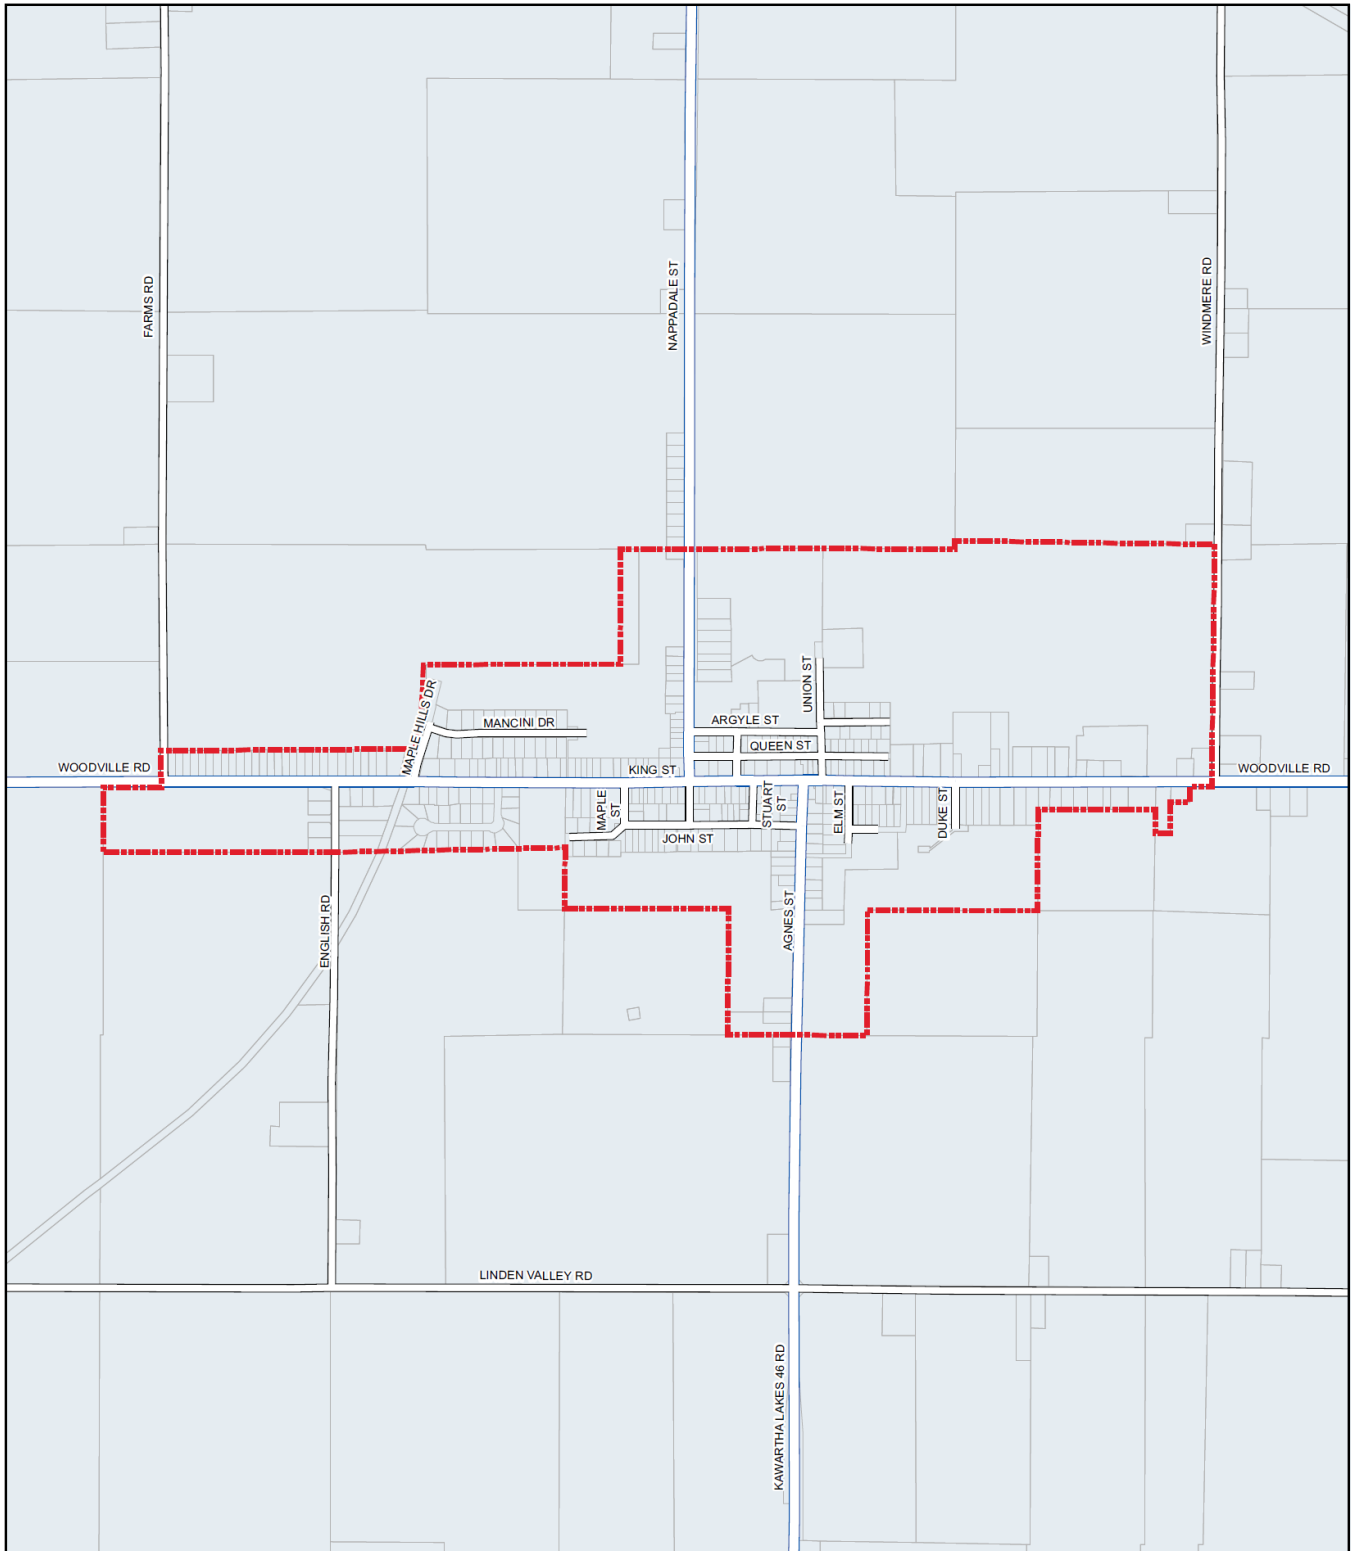 FARMS RD
NAPPADALE ST
WINDMERE RD
MAPLE HILLS DR
MANCINI DR
UNION ST
ARGYLE ST
QUEEN ST
WOODVILLE RD
KING ST
WOODVILLE RD
MAPLE
ST
STUART
ST
ELM ST
DUKE ST
JOHN ST
ENGLISH RD
AGNES ST
LINDEN VALLEY RD
KAWARTHA LAKES 46 RD